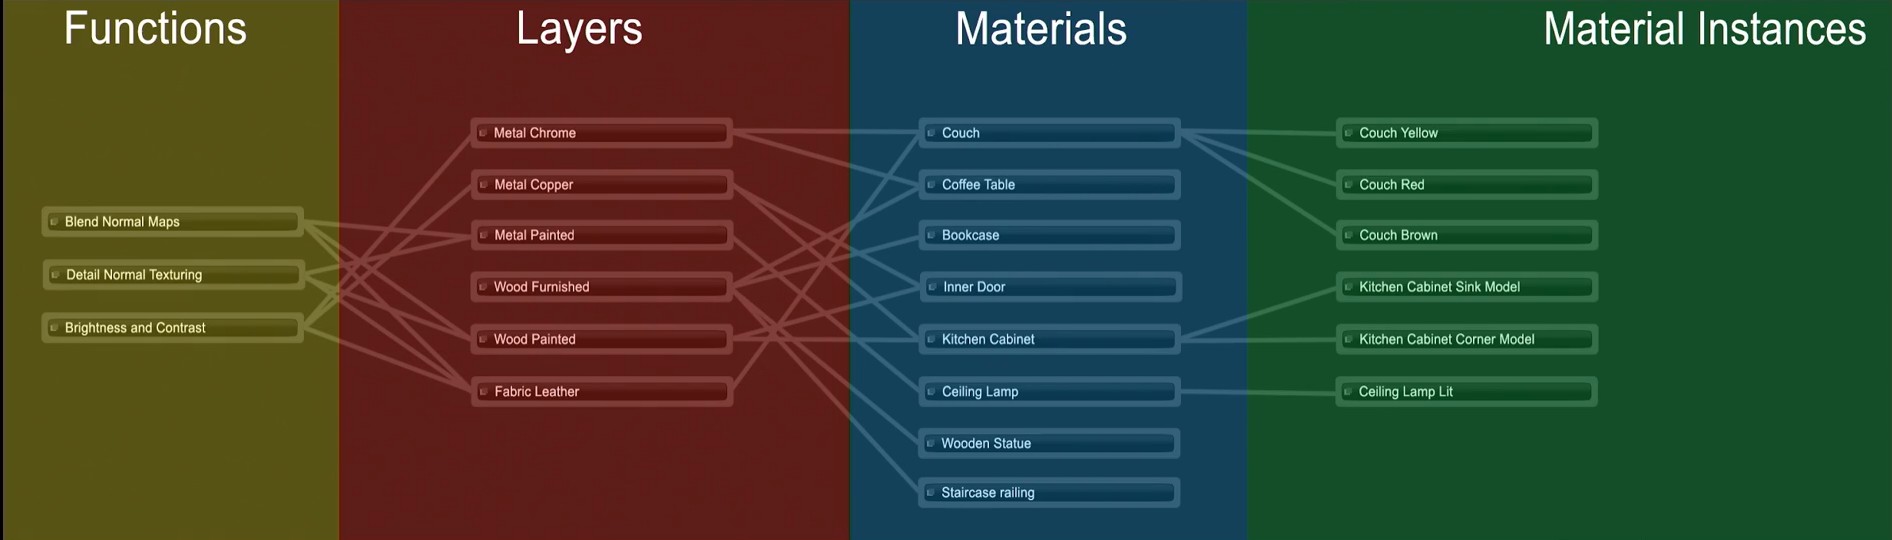 Functions
Layers
Materials
Material Instances
Blend Normal Maps
Detail Normal Texturing
Brightness and Contrast
Metal Chrome
Metal Copper
Metal Painted
Wood Furnished
Wood Painted
Fabric Leather
Couch
Coffee Table
Bookcase
Inner Door
Kitchen Cabinet
Ceiling Lamp
Wooden Statue
Staircase railing
Couch Yellow
Couch Red
Couch Brown
Kitchen Cabinet Sink Model
Kitchen Cabinet Corner Model
Ceiling Lamp Lit